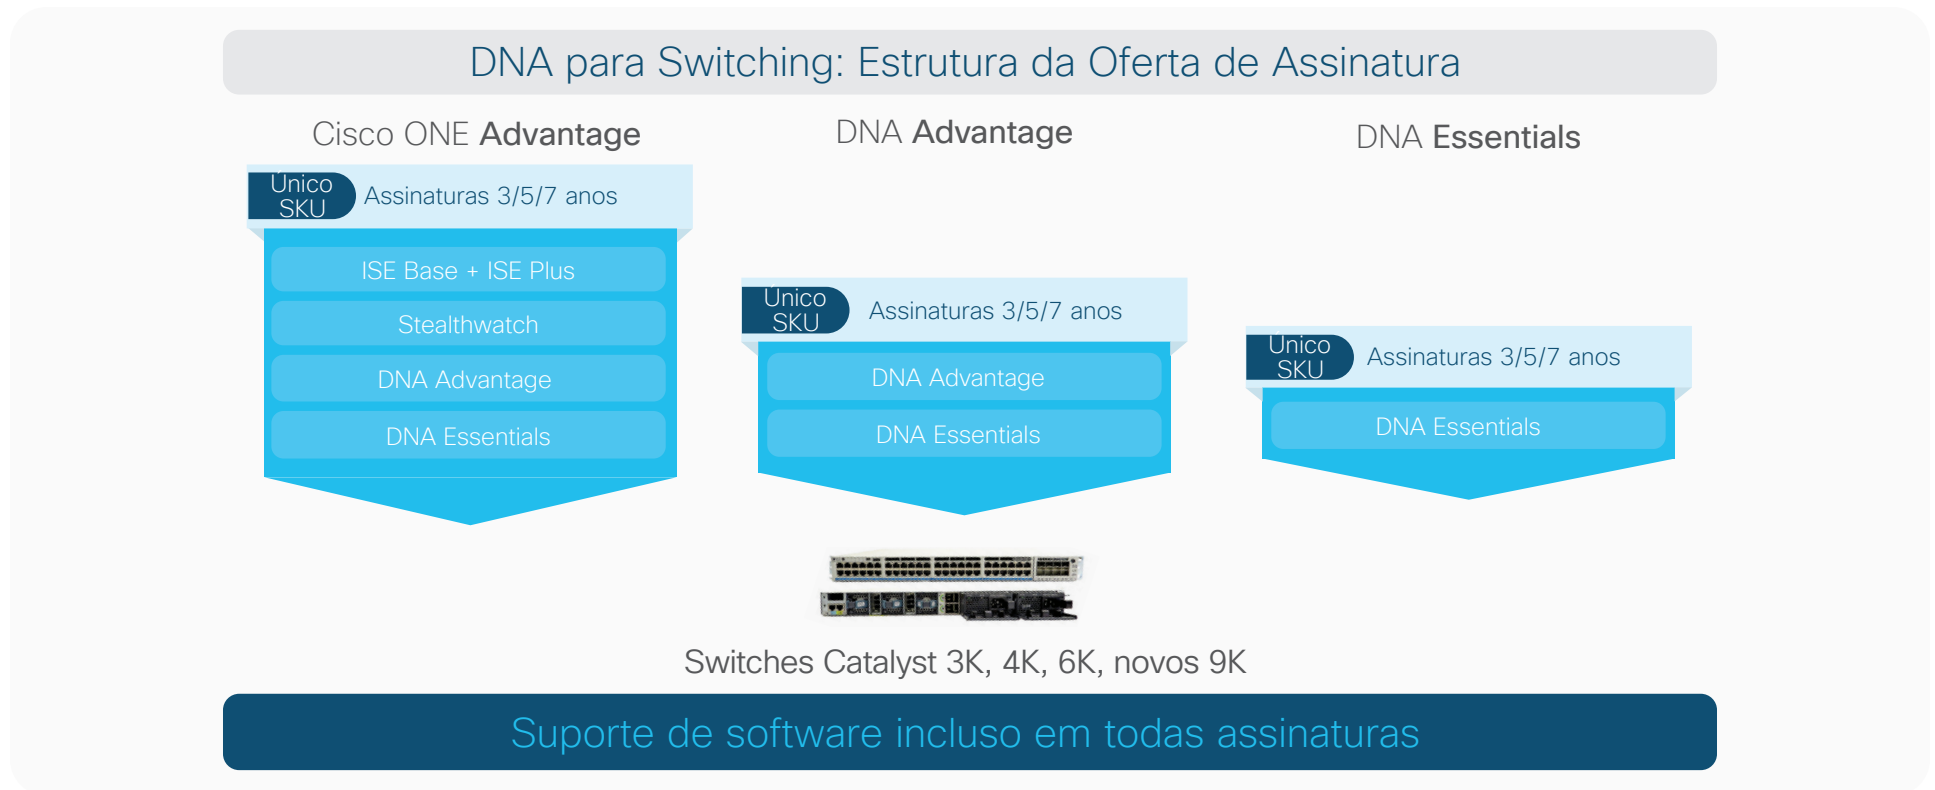 DNA para Switching: Estrutura da Oferta de Assinatura
Cisco ONE Advantage
Único
SKU
Assinaturas 3/5/7 anos
ISE Base + ISE Plus
Stealthwatch
DNA Advantage
DNA Essentials
DNA Advantage
Único
SKU
Assinaturas 3/5/7 anos
DNA Advantage
DNA Essentials
DNA Essentials
Único
SKU
Assinaturas 3/5/7 anos
DNA Essentials
Switches Catalyst 3K, 4K, 6K, novos 9K
Suporte de software incluso em todas assinaturas